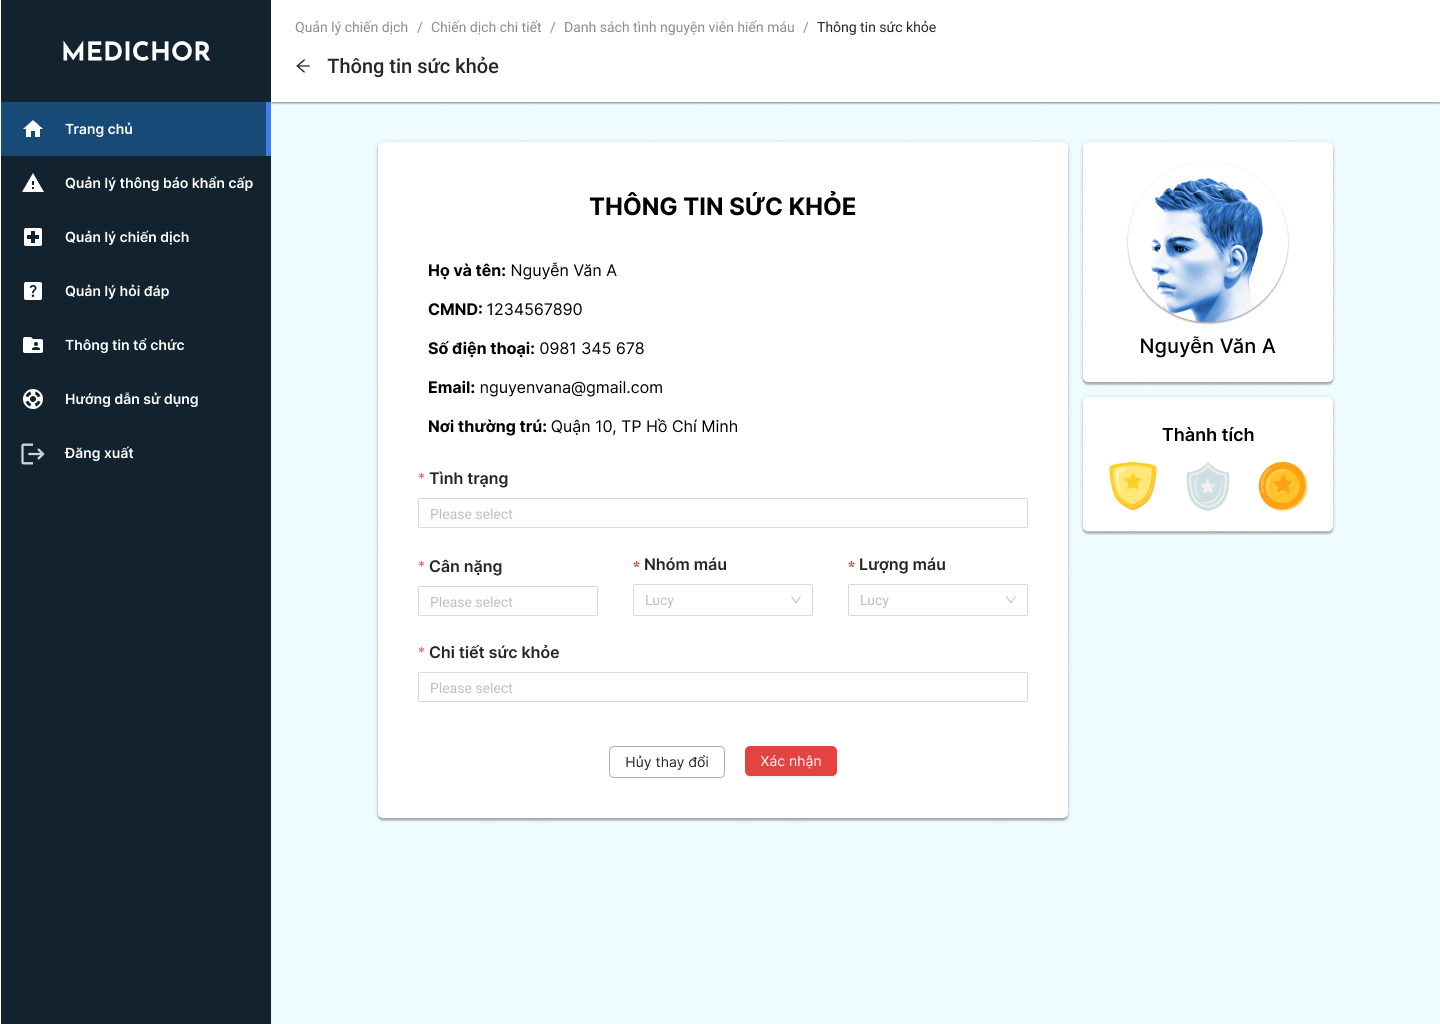 MEDICHOR
Trang chủ
Quản lý thông báo khẩn cấp
Quản lý chiến dịch
Quản lý hỏi đáp
Thông tin tổ chức
Hướng dẫn sử dụng
Đăng xuất
Quản lý chiến dịch / Chiến dịch chi tiết / Danh sách tình nguyện viên hiến máu / Thông tin sức khỏe
Thông tin sức khỏe
THÔNG TIN SỨC KHỎE
Họ và tên: Nguyễn Văn A
CMND: 1234567890
Số điện thoại: 0981 345 678
Email: nguyenvana@gmail.com
Nơi thường trú: Quận 10, TP Hồ Chí Minh
* Tình trạng
Please select
* Cân nặng * Nhóm máu * Lượng máu
Please select Lucy Lucy
* Chi tiết sức khỏe
Please select
Hủy thay đổi Xác nhận
Nguyễn Văn A
Thành tích